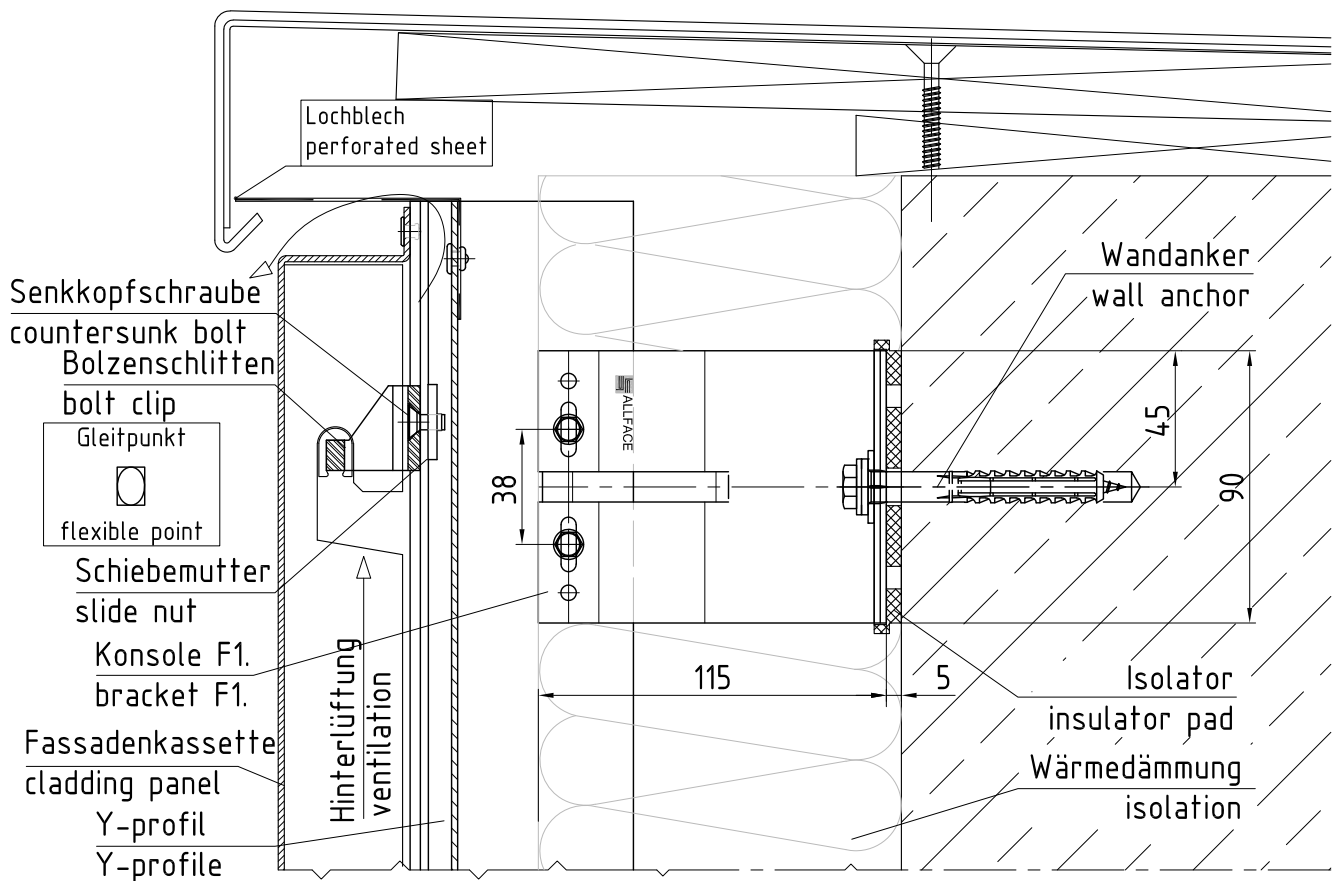 Lochblech
perforated sheet
Wandanker
wall anchor
Senkkopfschraube
countersunk bolt
Bolzenschlitten
bolt clip
Gleitpunkt
flexible point
ALLFACE
38
45
90
Schiebemutter
slide nut
Konsole F1.
bracket F1.
115
5
Isolator
insulator pad
Hinterlüftung
ventilation
Fassadenkassette
cladding panel
Wärmedämmung
isolation
Y-profil
Y-profile